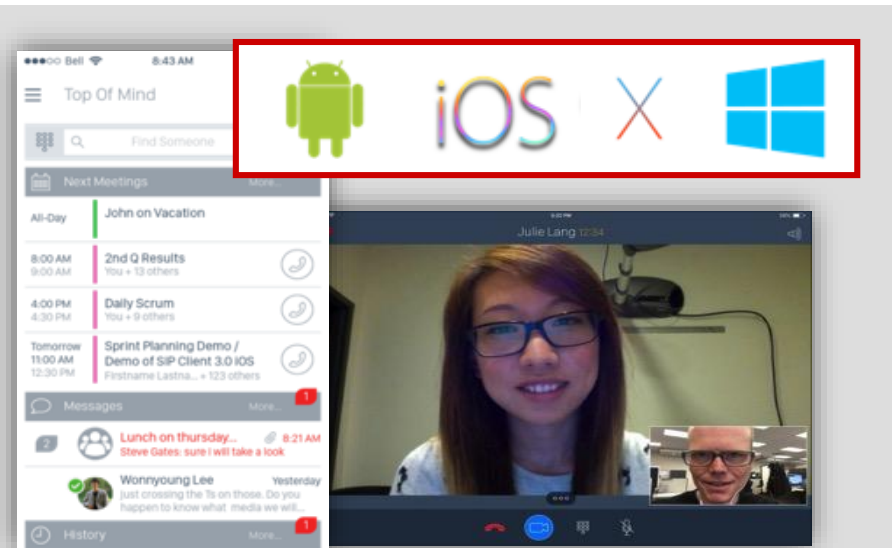 Bell 8:43 AM
Top Of Mind
Find Someone
Next Meetings More...
All-Day John on Vacation
8:00 AM 2nd Q Results
9:00 AM You + 13 others
4:00 PM Daily Scrum
4:30 PM You + 9 others
Tomorrow Sprint Planning Demo /
11:00 AM Demo of SIP Client 3.0 iOS
12:30 PM Firstname Lastna... + 123 others
Messages More... 1
2 Lunch on thursday... 8:21 AM
Steve Gates: sure I will take a look
Wonnyoung Lee Yesterday
just crossing the Ts on those. Do you
happen to know what media we will...
History More... 1
iOS X
Julie Lang 12:34